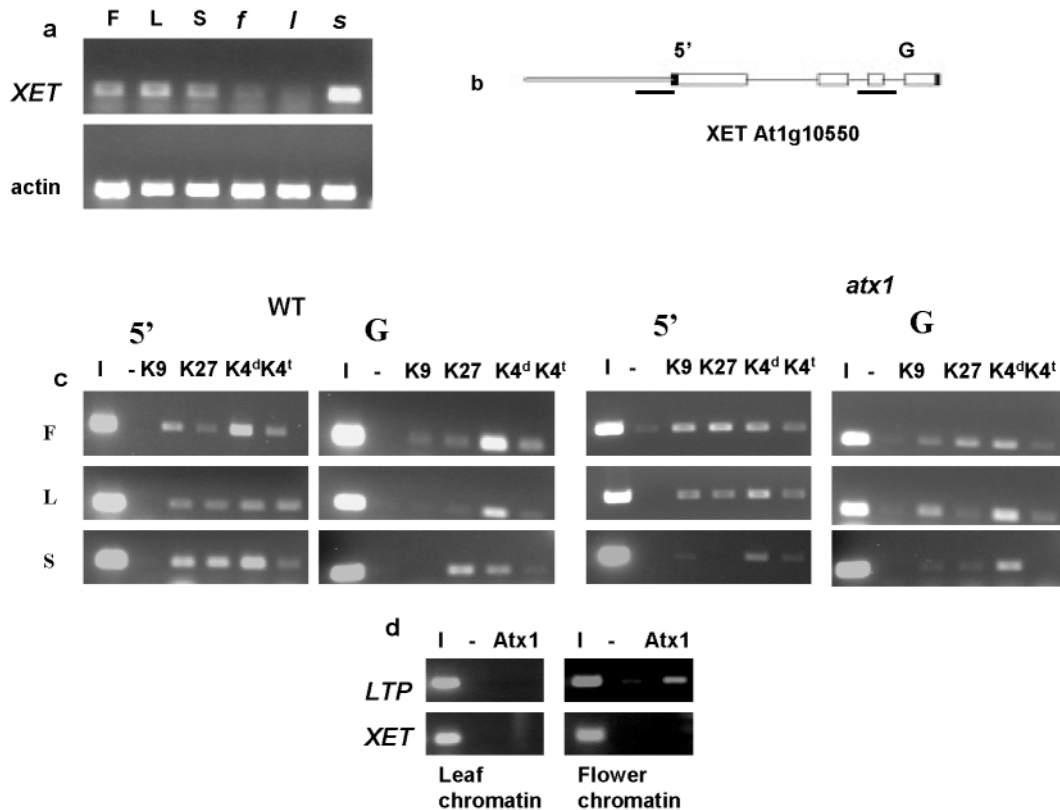 a
F L S f l s
XET
actin
b
5’ G
XET At1g10550
WT
atx1
5’ G 5’ G
c
I - K9 K27 K4ᵈ K4ᵗ
I - K9 K27 K4ᵈ K4ᵗ
I - K9 K27 K4ᵈ K4ᵗ
I - K9 K27 K4ᵈ K4ᵗ
F
L
S
d
I - Atx1
I - Atx1
LTP
XET
Leaf chromatin
Flower chromatin